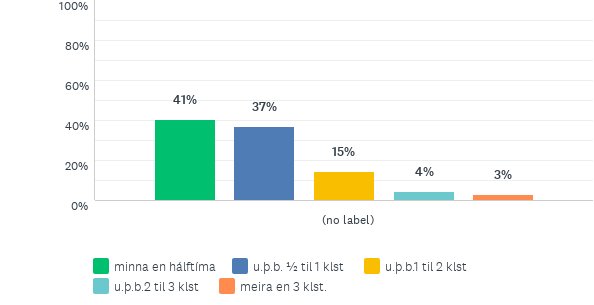 100%
80%
60%
40%
20%
0%
41%
37%
15%
4%
3%
(no label)
minna en hálftíma
u.þ.b. ½ til 1 klst
u.þ.b.1 til 2 klst
u.þ.b.2 til 3 klst
meira en 3 klst.